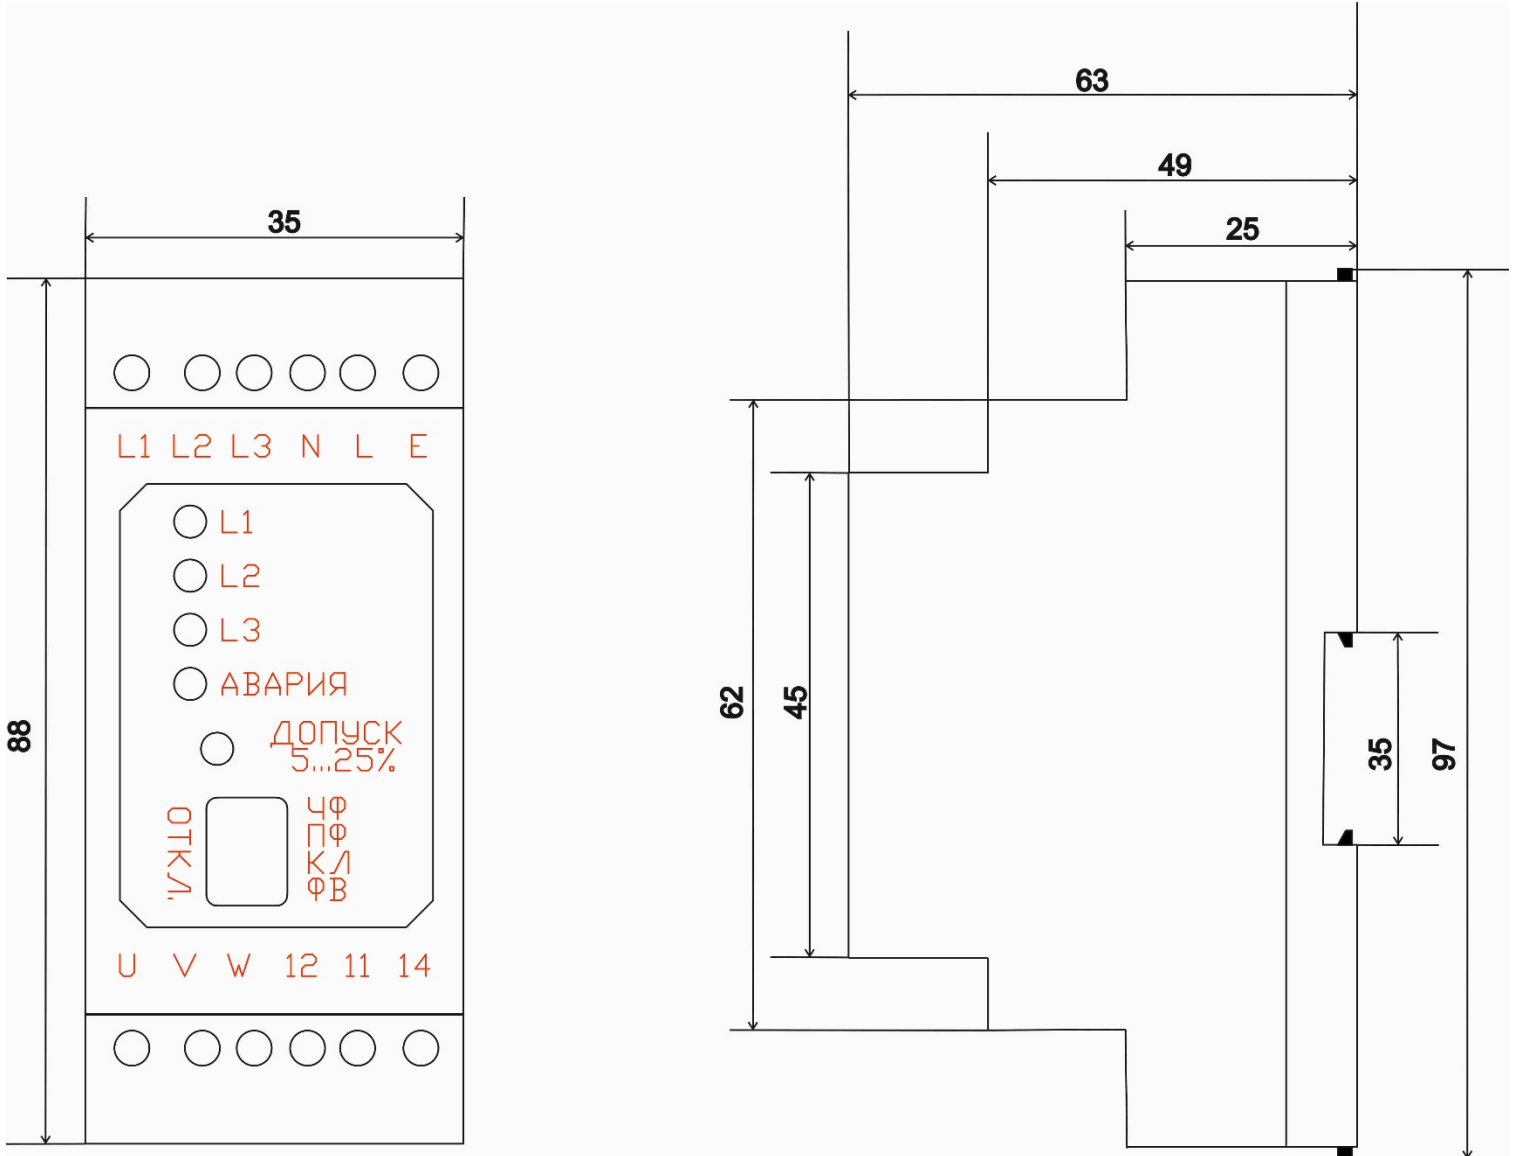 63
49
35
25
L1 L2 L3 N L E
L1
L2
L3
АВАРИЯ
ДОПУСК
5...25%
ОТКЛ.
ЧФ
ПФ
КЛ
ФВ
U V W 12 11 14
88
62
45
35
97